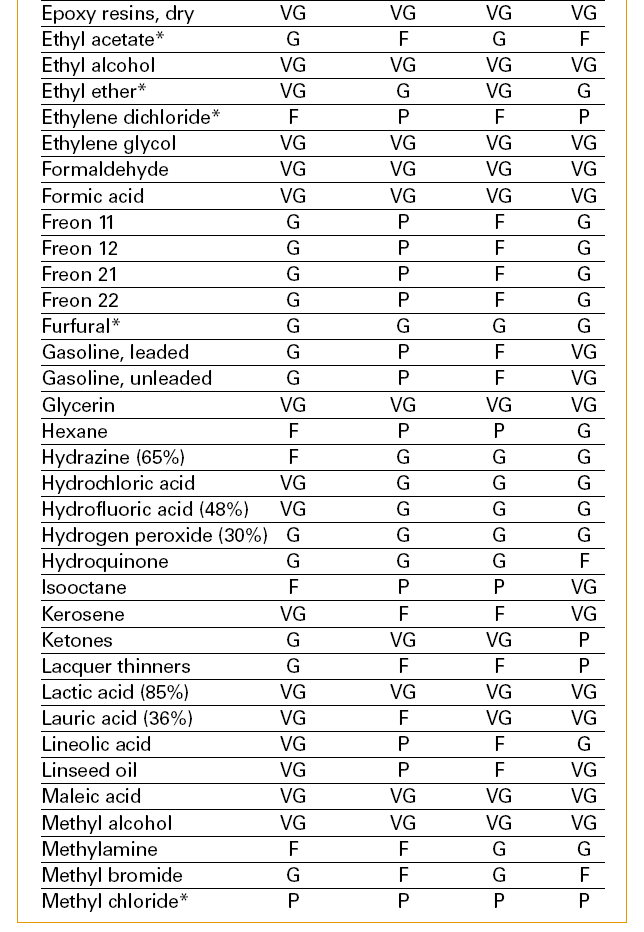 Epoxy resins, dry VG VG VG VG
Ethyl acetate* G F G F
Ethyl alcohol VG VG VG VG
Ethyl ether* VG G VG G
Ethylene dichloride* F P F P
Ethylene glycol VG VG VG VG
Formaldehyde VG VG VG VG
Formic acid VG VG VG VG
Freon 11 G P F G
Freon 12 G P F G
Freon 21 G P F G
Freon 22 G P F G
Furfural* G G G G
Gasoline, leaded G P F VG
Gasoline, unleaded G P F VG
Glycerin VG VG VG VG
Hexane F P P G
Hydrazine (65%) F G G G
Hydrochloric acid VG G G G
Hydrofluoric acid (48%) VG G G G
Hydrogen peroxide (30%) G G G G
Hydroquinone G G G F
Isooctane F P P VG
Kerosene VG F F VG
Ketones G VG VG P
Lacquer thinners G F F P
Lactic acid (85%) VG VG VG VG
Lauric acid (36%) VG F VG VG
Lineolic acid VG P F G
Linseed oil VG P F VG
Maleic acid VG VG VG VG
Methyl alcohol VG VG VG VG
Methylamine F F G G
Methyl bromide G F G F
Methyl chloride* P P P P